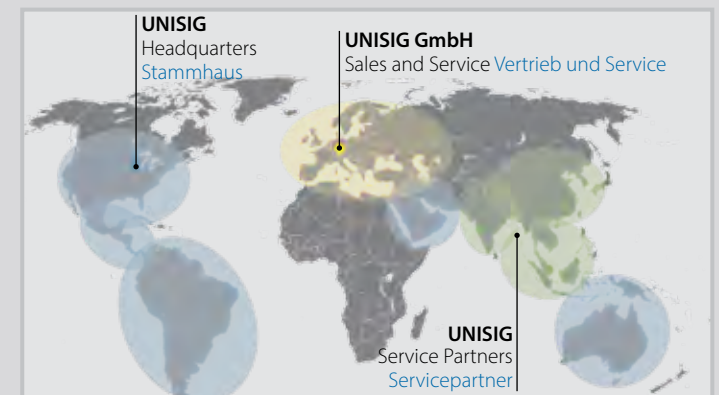 UNISIG
Headquarters
Stammhaus
UNISIG GmbH
Sales and Service Vertrieb und Service
UNISIG
Service Partners
Servicepartner